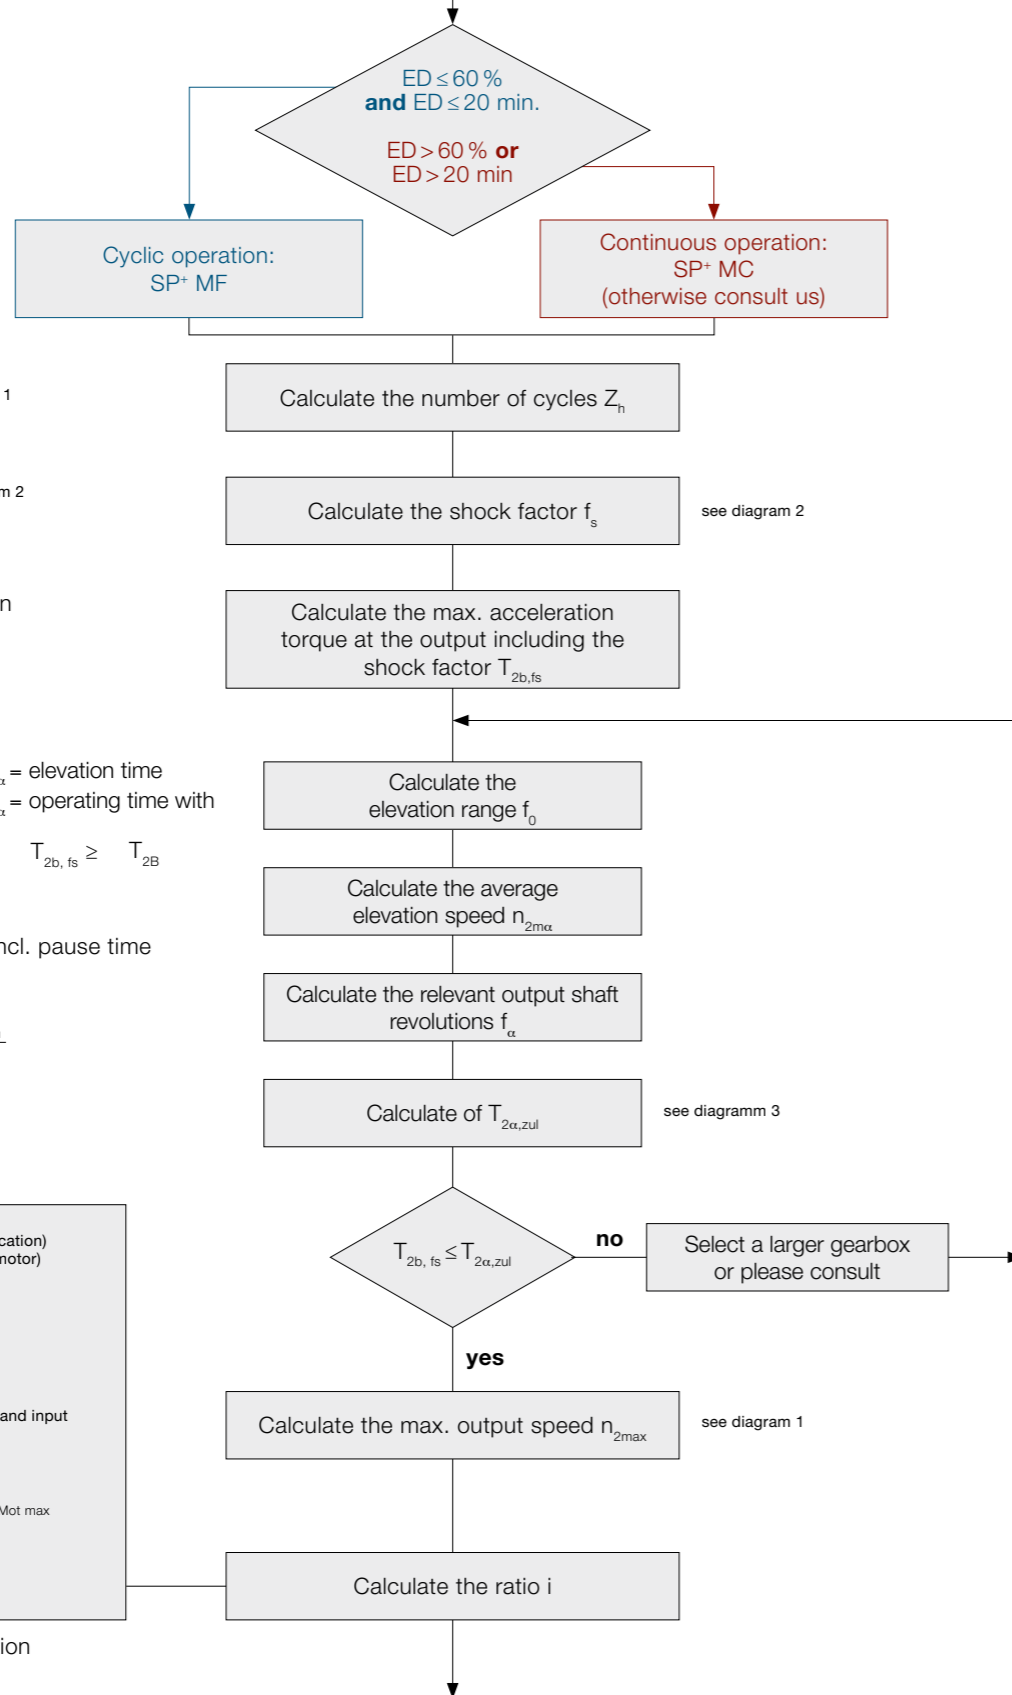 ED ≤ 60 %
and ED ≤ 20 min.
ED > 60 % or
ED > 20 min
Cyclic operation:
SP⁺ MF
Continuous operation:
SP⁺ MC
(otherwise consult us)
1
Calculate the number of cycles Zₕ
m 2
Calculate the shock factor fₛ
see diagram 2
n
Calculate the max. acceleration
torque at the output including the
shock factor T2b,fs
α = elevation time
α = operating time with
T2b, fs ≥ T2B
Calculate the
elevation range f₀
Calculate the average
elevation speed n2mα
ncl. pause time
Calculate the relevant output shaft
revolutions fα
Calculate of T2α,zul
see diagramm 3
cation)
motor)
T2b, fs ≤ T2α,zul
no
Select a larger gearbox
or please consult
yes
and input
Calculate the max. output speed n2max
see diagram 1
Mot max
Calculate the ratio i
ion